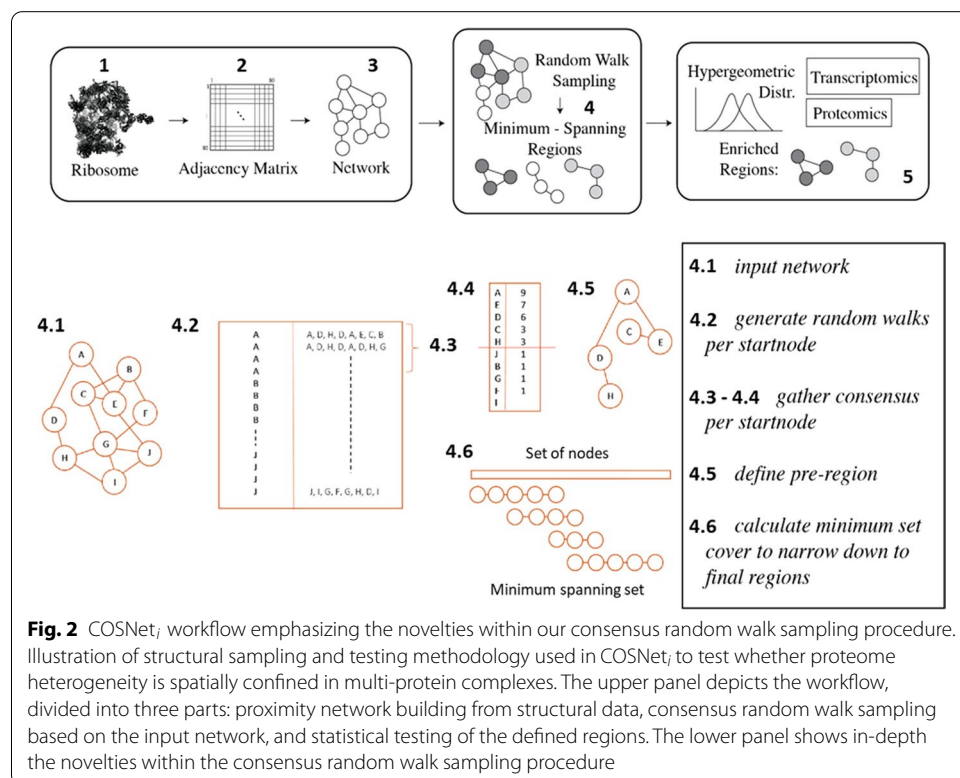 1
2
3
Ribosome
1
80
1
80
Adjacency Matrix
Network
Random Walk
Sampling
4
Minimum - Spanning
Regions
Hypergeometric
Distr.
Transcriptomics
Proteomics
Enriched
Regions:
5
4.1
A
B
C
E
D
F
G
H
J
I
4.2
A A, D, H, D, A, E, C, B
A A, D, H, D, A, D, H, G
A
A
B
B
B
B
J
J
J
J J, I, G, F, G, H, D, I
4.3
4.4
A 9
E 7
D 6
C 3
H 3
J 1
B 1
G 1
F 1
I
4.5
A
C
E
D
H
4.6
Set of nodes
Minimum spanning set
4.1 input network
4.2 generate random walks
per startnode
4.3 - 4.4 gather consensus
per startnode
4.5 define pre-region
4.6 calculate minimum set
cover to narrow down to
final regions
Fig. 2 COSNeti workflow emphasizing the novelties within our consensus random walk sampling procedure.
Illustration of structural sampling and testing methodology used in COSNeti to test whether proteome
heterogeneity is spatially confined in multi-protein complexes. The upper panel depicts the workflow,
divided into three parts: proximity network building from structural data, consensus random walk sampling
based on the input network, and statistical testing of the defined regions. The lower panel shows in-depth
the novelties within the consensus random walk sampling procedure